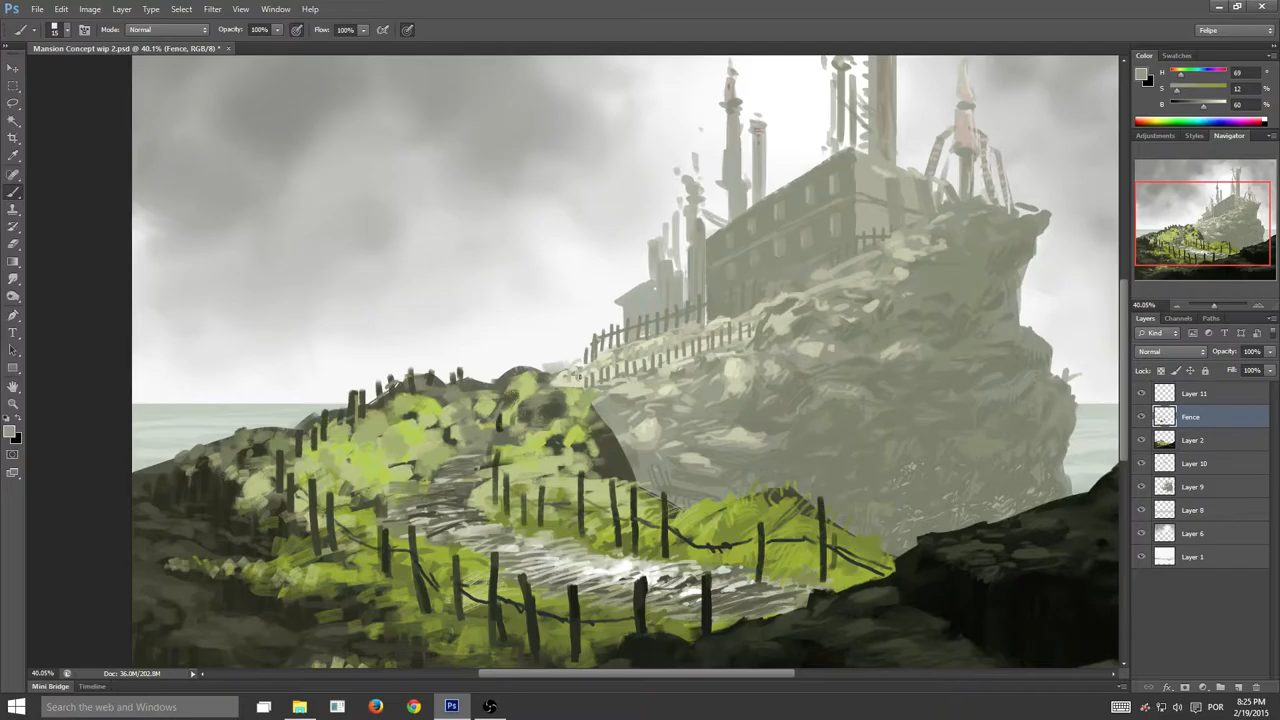 Ps File Edit Image Layer Type Select Filter View Window Help
15 Mode: Normal Opacity: 100% Flow: 100% Felipe
Mansion Concept wip 2.psd @ 40.1% (Fence, RGB/8) * ×
Color Swatches
H 69 °
S 12 %
B 60 %
Adjustments Styles Navigator
40.05%
Layers Channels Paths
Kind
Normal Opacity: 100%
Lock: Fill: 100%
Layer 11
Fence
Layer 2
Layer 10
Layer 9
Layer 8
Layer 6
Layer 1
40.05% Doc: 36.0M/202.8M
Mini Bridge Timeline
Search the web and Windows
Ps
POR
8:25 PM
2/19/2015